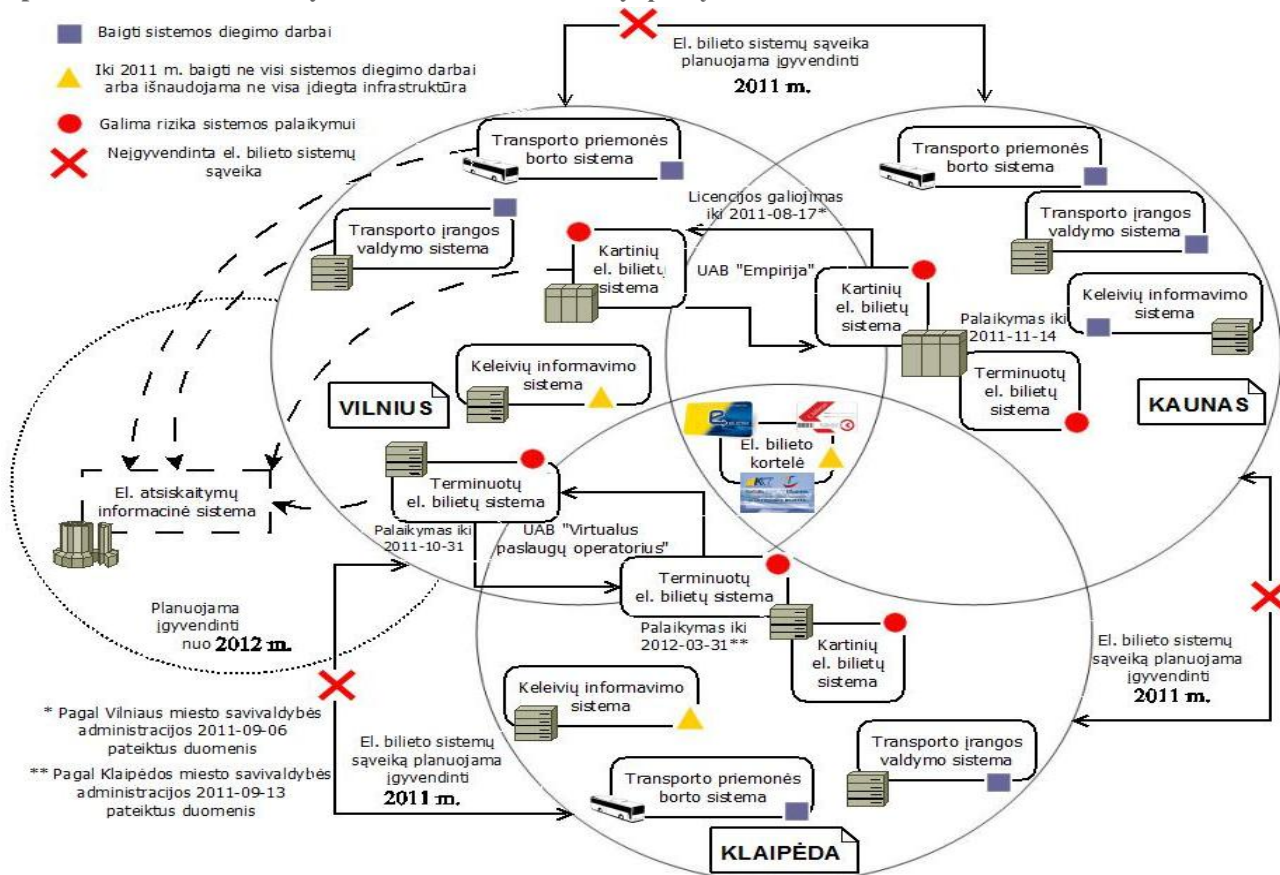 Baigti sistemos diegimo darbai
Iki 2011 m. baigti ne visi sistemos diegimo darbai
arba išnaudojama ne visa įdiegta infrastruktūra
Galima rizika sistemos palaikymui
Neįgyvendinta el. bilieto sistemų
sąveika
El. bilieto sistemų sąveika
planuojama įgyvendinti
2011 m.
Transporto priemonės
borto sistema
Transporto įrangos
valdymo sistema
Kartinių
el. bilietų
sistema
Licencijos galiojimas
iki 2011-08-17*
UAB "Empirija"
Keleivių informavimo
sistema
VILNIUS
Terminuotų
el. bilietų sistema
Palaikymas iki
2011-10-31
UAB "Virtualus
paslaugų operatorius"
Transporto priemonės
borto sistema
Transporto įrangos
valdymo sistema
Keleivių informavimo
sistema
Kartinių
el. bilietų
sistema
Palaikymas iki
2011-11-14
Terminuotų
el. bilietų
sistema
KAUNAS
El. bilieto
kortelė
El. atsiskaitymų
informacinė sistema
Planuojama
įgyvendinti
nuo 2012 m.
Terminuotų
el. bilietų sistema
Palaikymas iki
2012-03-31**
Kartinių
el. bilietų
sistema
Keleivių informavimo
sistema
Transporto įrangos
valdymo sistema
Transporto priemonės
borto sistema
KLAIPĖDA
El. bilieto sistemų
sąveiką planuojama
įgyvendinti
2011 m.
El. bilieto sistemų
sąveiką planuojama
įgyvendinti
2011 m.
* Pagal Vilniaus miesto savivaldybės
administracijos 2011-09-06
pateiktus duomenis
** Pagal Klaipėdos miesto savivaldybės
administracijos 2011-09-13
pateiktus duomenis